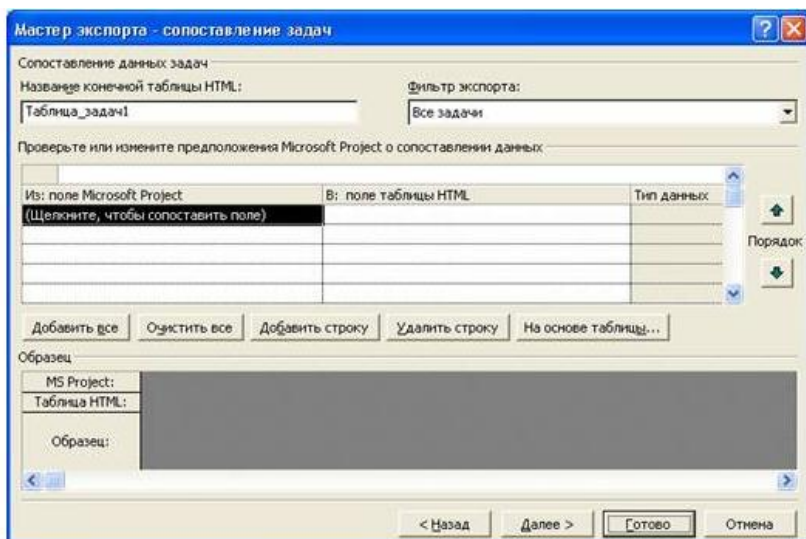 Мастер экспорта - сопоставление задач
Сопоставление данных задач
Название конечной таблицы HTML:
Фильтр экспорта:
Таблица_задач1
Все задачи
Проверьте или измените предположения Microsoft Project о сопоставлении данных
Из: поле Microsoft Project
В: поле таблицы HTML
Тип данных
(Щелкните, чтобы сопоставить поле)
Порядок
Добавить все
Очистить все
Добавить строку
Удалить строку
На основе таблицы...
Образец
MS Project:
Таблица HTML:
Образец:
< Назад
Далее >
Готово
Отмена